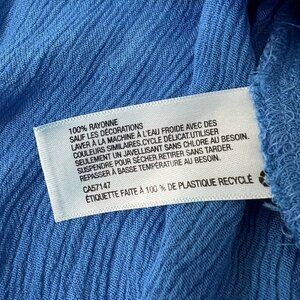 100% RAYONNE
SAUF LES DÉCORATIONS
LAVER À LA MACHINE À L'EAU FROIDE AVEC DES
COULEURS SIMILAIRES.CYCLE DÉLICAT.UTILISER
SEULEMENT UN JAVELLISANT SANS CHLORE AU BESOIN.
SUSPENDRE POUR SÉCHER.RETIRER SANS TARDER.
REPASSER À BASSE TEMPÉRATURE AU BESOIN.
CA57147
ÉTIQUETTE FAITE À 100 % DE PLASTIQUE RECYCLÉ